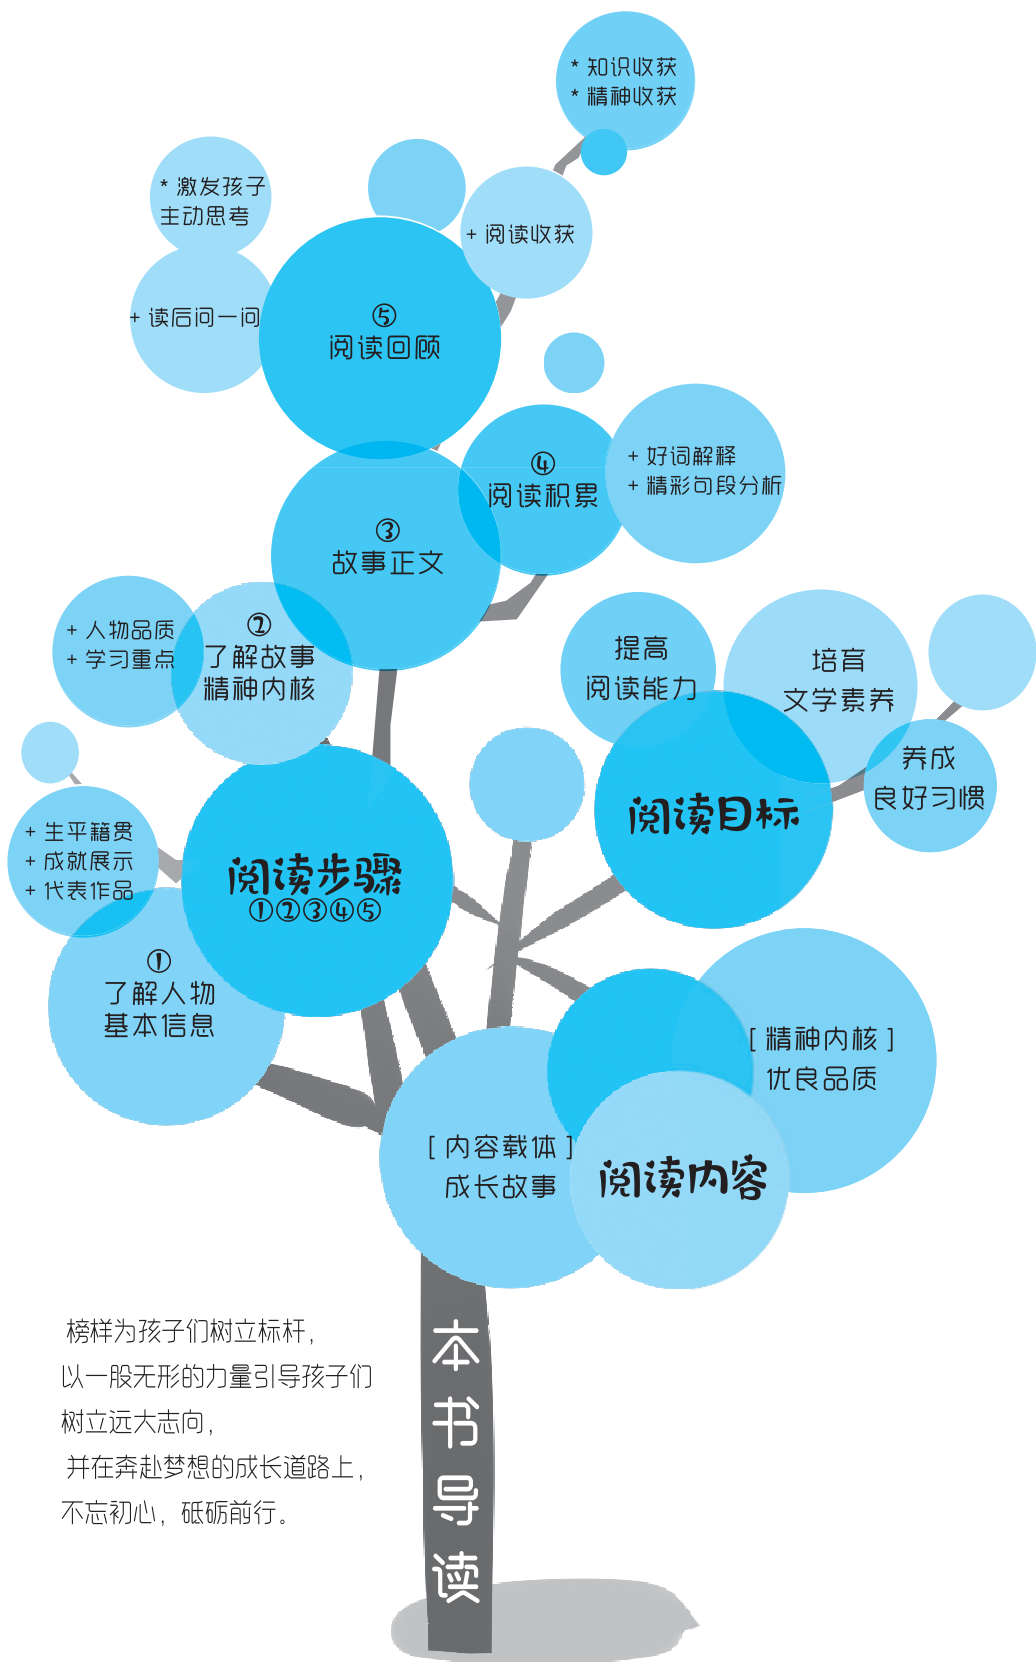 * 知识收获
* 精神收获
* 激发孩子
主动思考
+ 阅读收获
+ 读后问一问
⑤
阅读回顾
④
阅读积累
+ 好词解释
+ 精彩句段分析
③
故事正文
②
了解故事
精神内核
+ 人物品质
+ 学习重点
提高
阅读能力
培育
文学素养
养成
良好习惯
阅读目标
+ 生平籍贯
+ 成就展示
+ 代表作品
阅读步骤
①②③④⑤
①
了解人物
基本信息
[ 精神内核 ]
优良品质
[ 内容载体 ]
成长故事
阅读内容
本书导读
榜样为孩子们树立标杆，
以一股无形的力量引导孩子们
树立远大志向，
并在奔赴梦想的成长道路上，
不忘初心，砥砺前行。